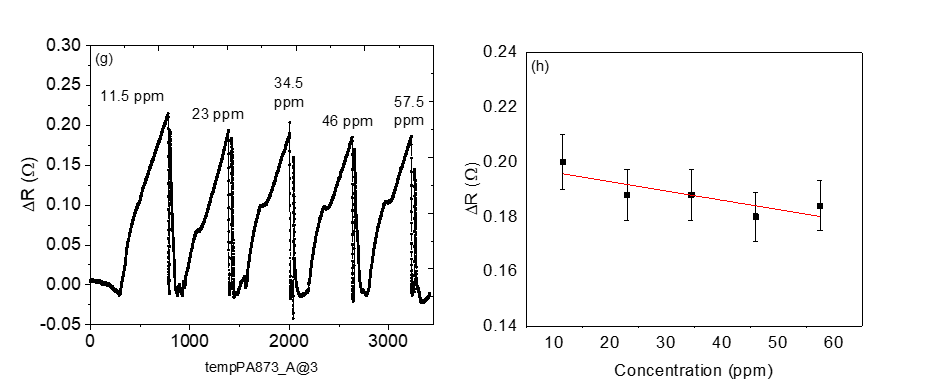 0.30
0.25
0.20
0.15
0.10
0.05
0.00
-0.05
ΔR (Ω)
(g)
11.5 ppm
23 ppm
34.5
ppm
46 ppm
57.5
ppm
0
1000
2000
3000
tempPA873_A@3
0.24
0.22
0.20
0.18
0.16
0.14
ΔR (Ω)
(h)
10
20
30
40
50
60
Concentration (ppm)